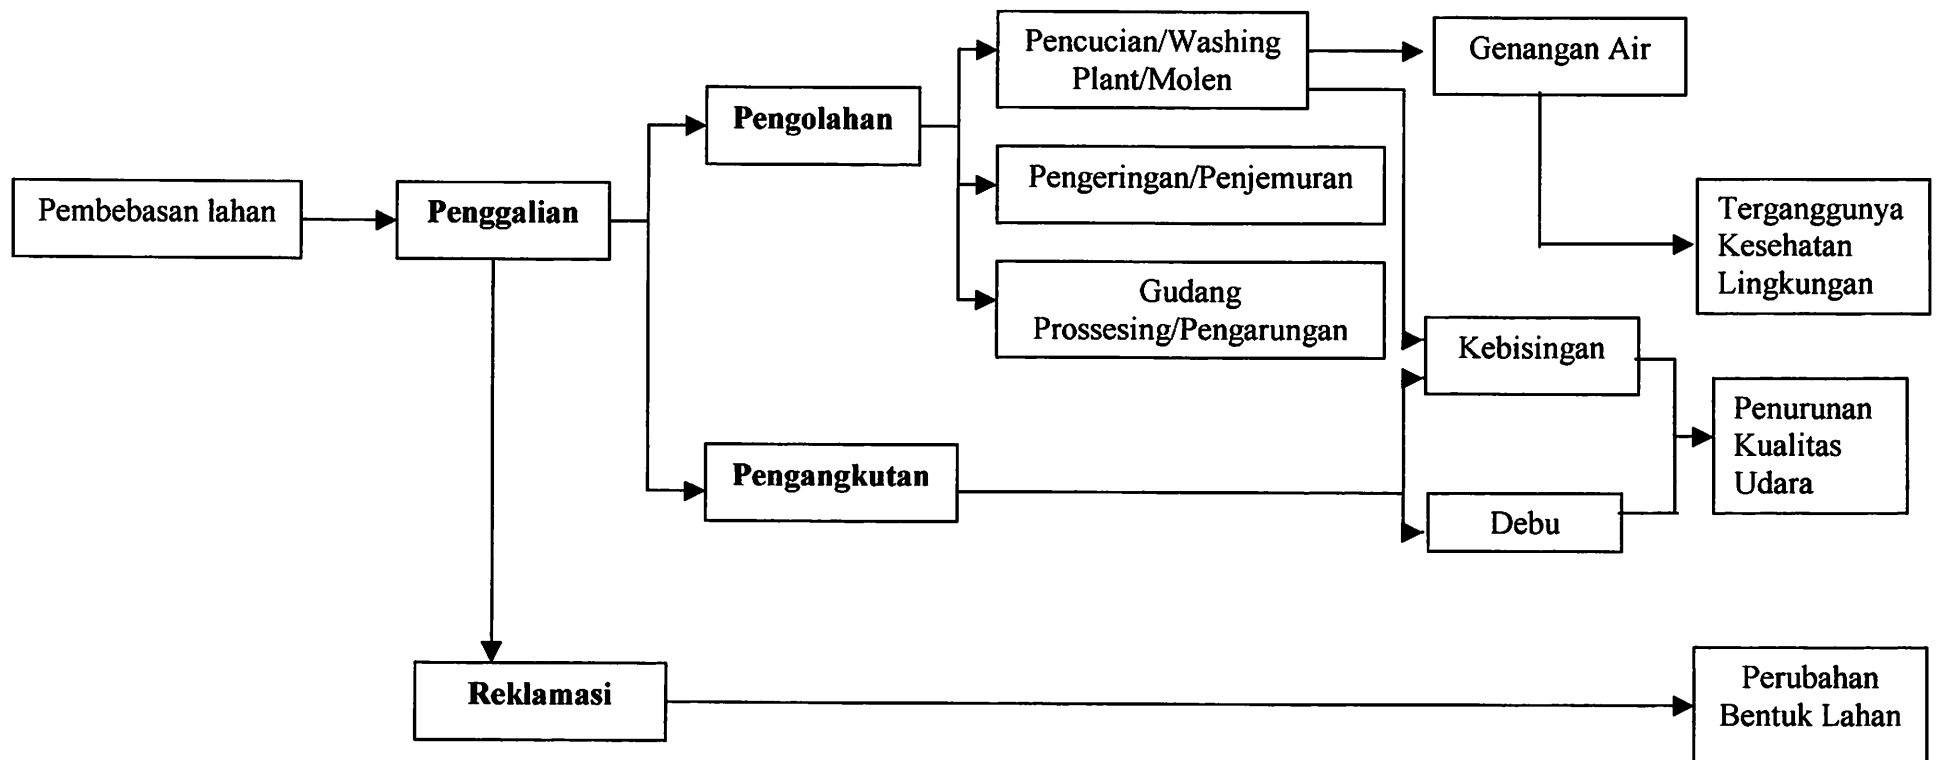 Pembebasan lahan
Penggalian
Pengolahan
Pencucian/Washing
Plant/Molen
Pengeringan/Penjemuran
Gudang
Prossesing/Pengarungan
Genangan Air
Terganggunya
Kesehatan
Lingkungan
Kebisingan
Penurunan
Kualitas
Udara
Pengangkutan
Debu
Reklamasi
Perubahan
Bentuk Lahan